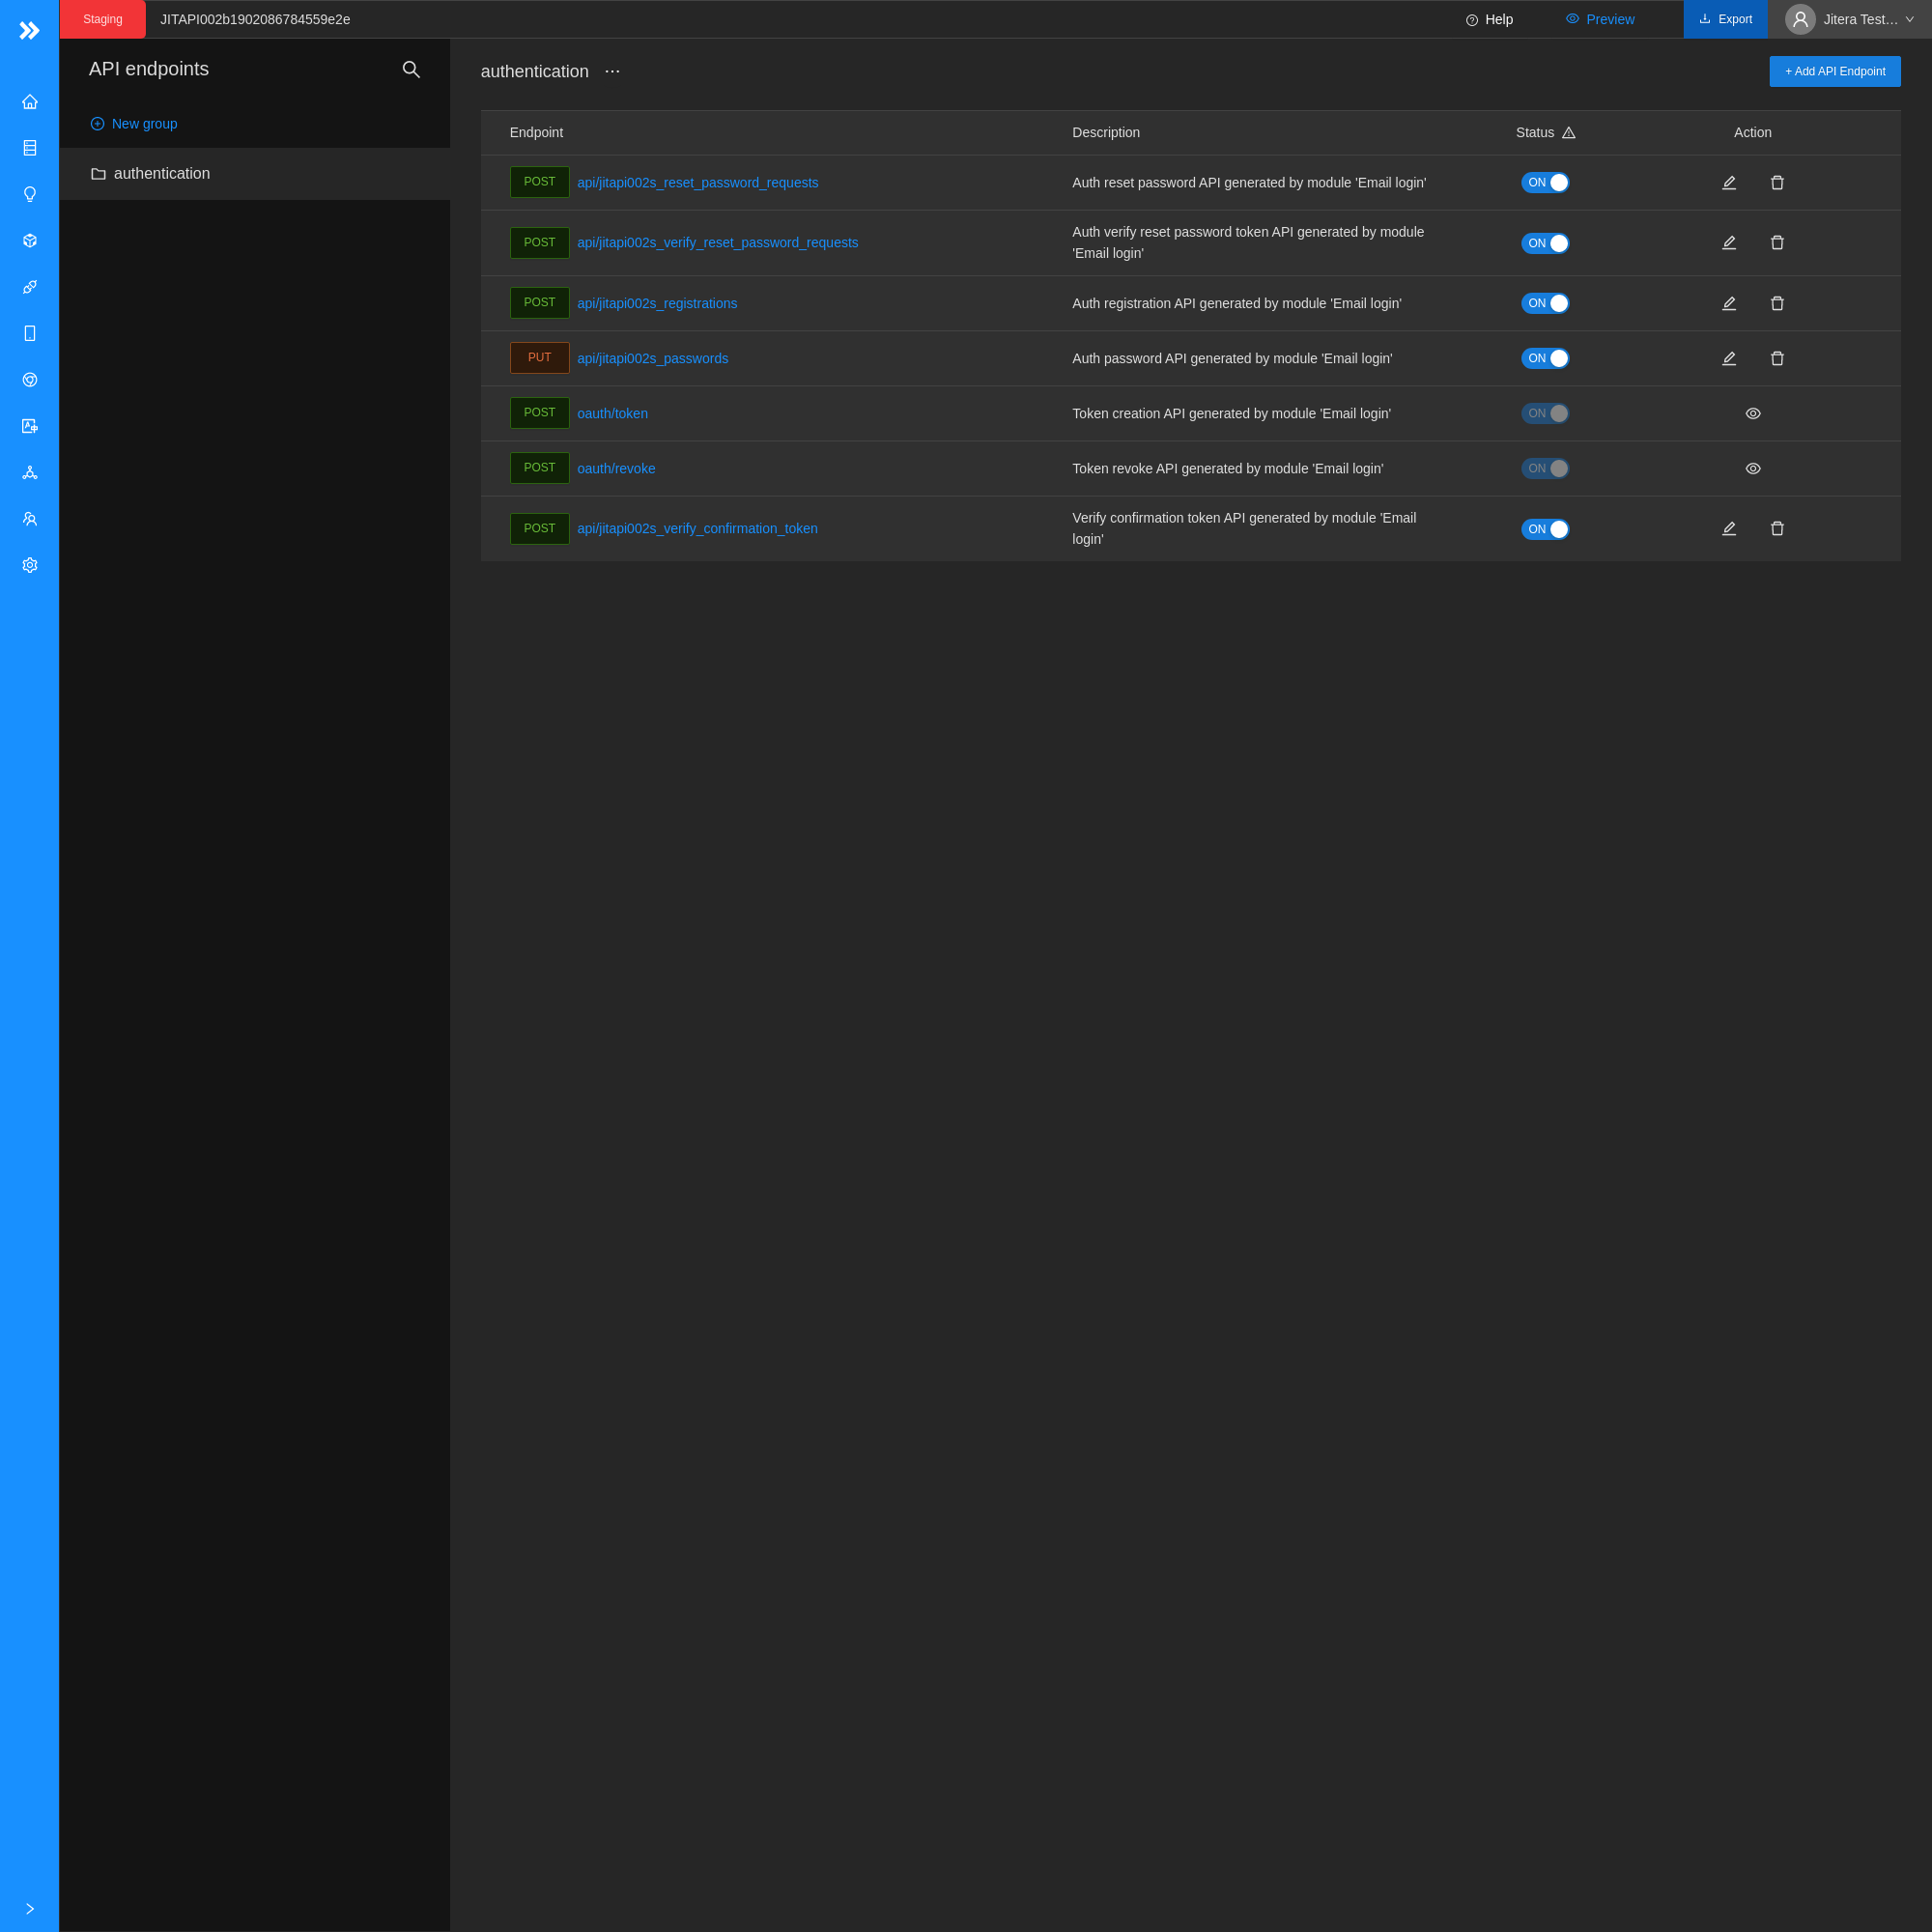 Staging
JITAPI002b1902086784559e2e
Help
Preview
Export
Jitera Test…
API endpoints
New group
authentication
authentication ···
+ Add API Endpoint
Endpoint
Description
Status
Action
POST api/jitapi002s_reset_password_requests
Auth reset password API generated by module 'Email login'
ON
POST api/jitapi002s_verify_reset_password_requests
Auth verify reset password token API generated by module
'Email login'
ON
POST api/jitapi002s_registrations
Auth registration API generated by module 'Email login'
ON
PUT api/jitapi002s_passwords
Auth password API generated by module 'Email login'
ON
POST oauth/token
Token creation API generated by module 'Email login'
ON
POST oauth/revoke
Token revoke API generated by module 'Email login'
ON
POST api/jitapi002s_verify_confirmation_token
Verify confirmation token API generated by module 'Email
login'
ON